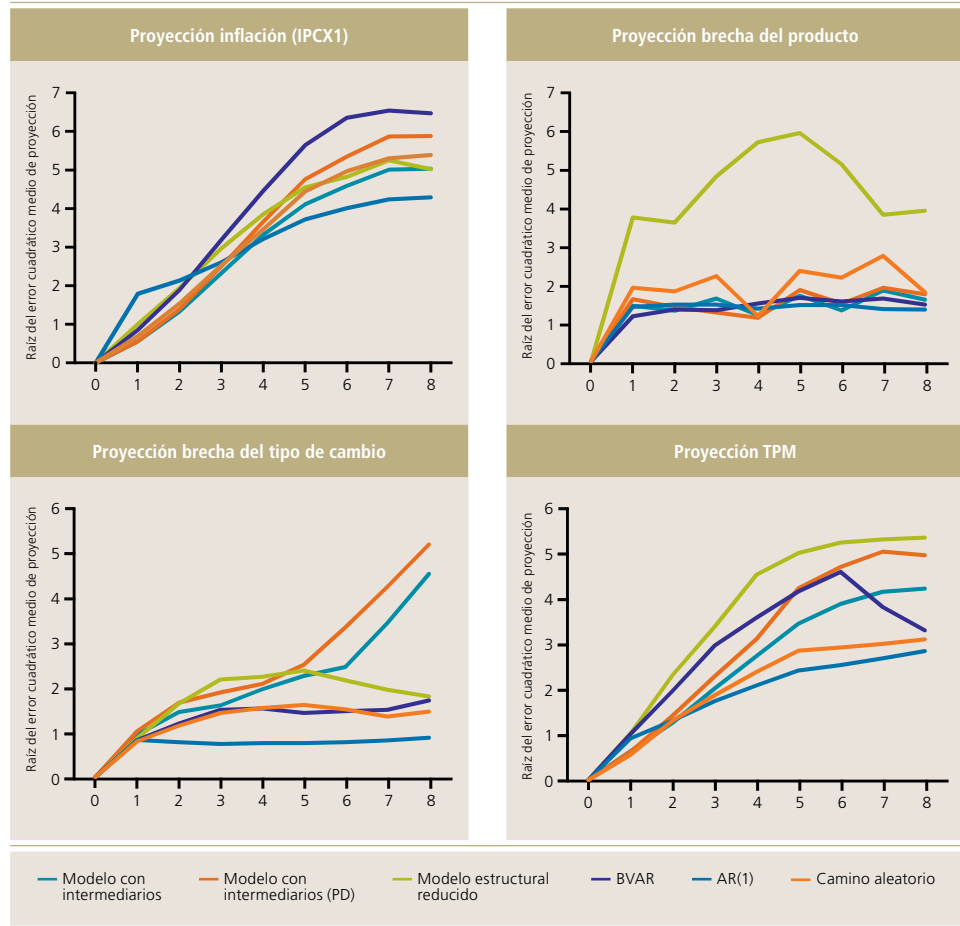 Proyección inflación (IPCX1)
Raíz del error cuadrático medio de proyección
7
6
5
4
3
2
1
0
0 1 2 3 4 5 6 7 8
Proyección brecha del producto
Raíz del error cuadrático medio de proyección
7
6
5
4
3
2
1
0
0 1 2 3 4 5 6 7 8
Proyección brecha del tipo de cambio
Raíz del error cuadrático medio de proyección
6
5
4
3
2
1
0
0 1 2 3 4 5 6 7 8
Proyección TPM
Raíz del error cuadrático medio de proyección
6
5
4
3
2
1
0
0 1 2 3 4 5 6 7 8
Modelo con
intermediarios
Modelo con
intermediarios (PD)
Modelo estructural
reducido
BVAR
AR(1)
Camino aleatorio